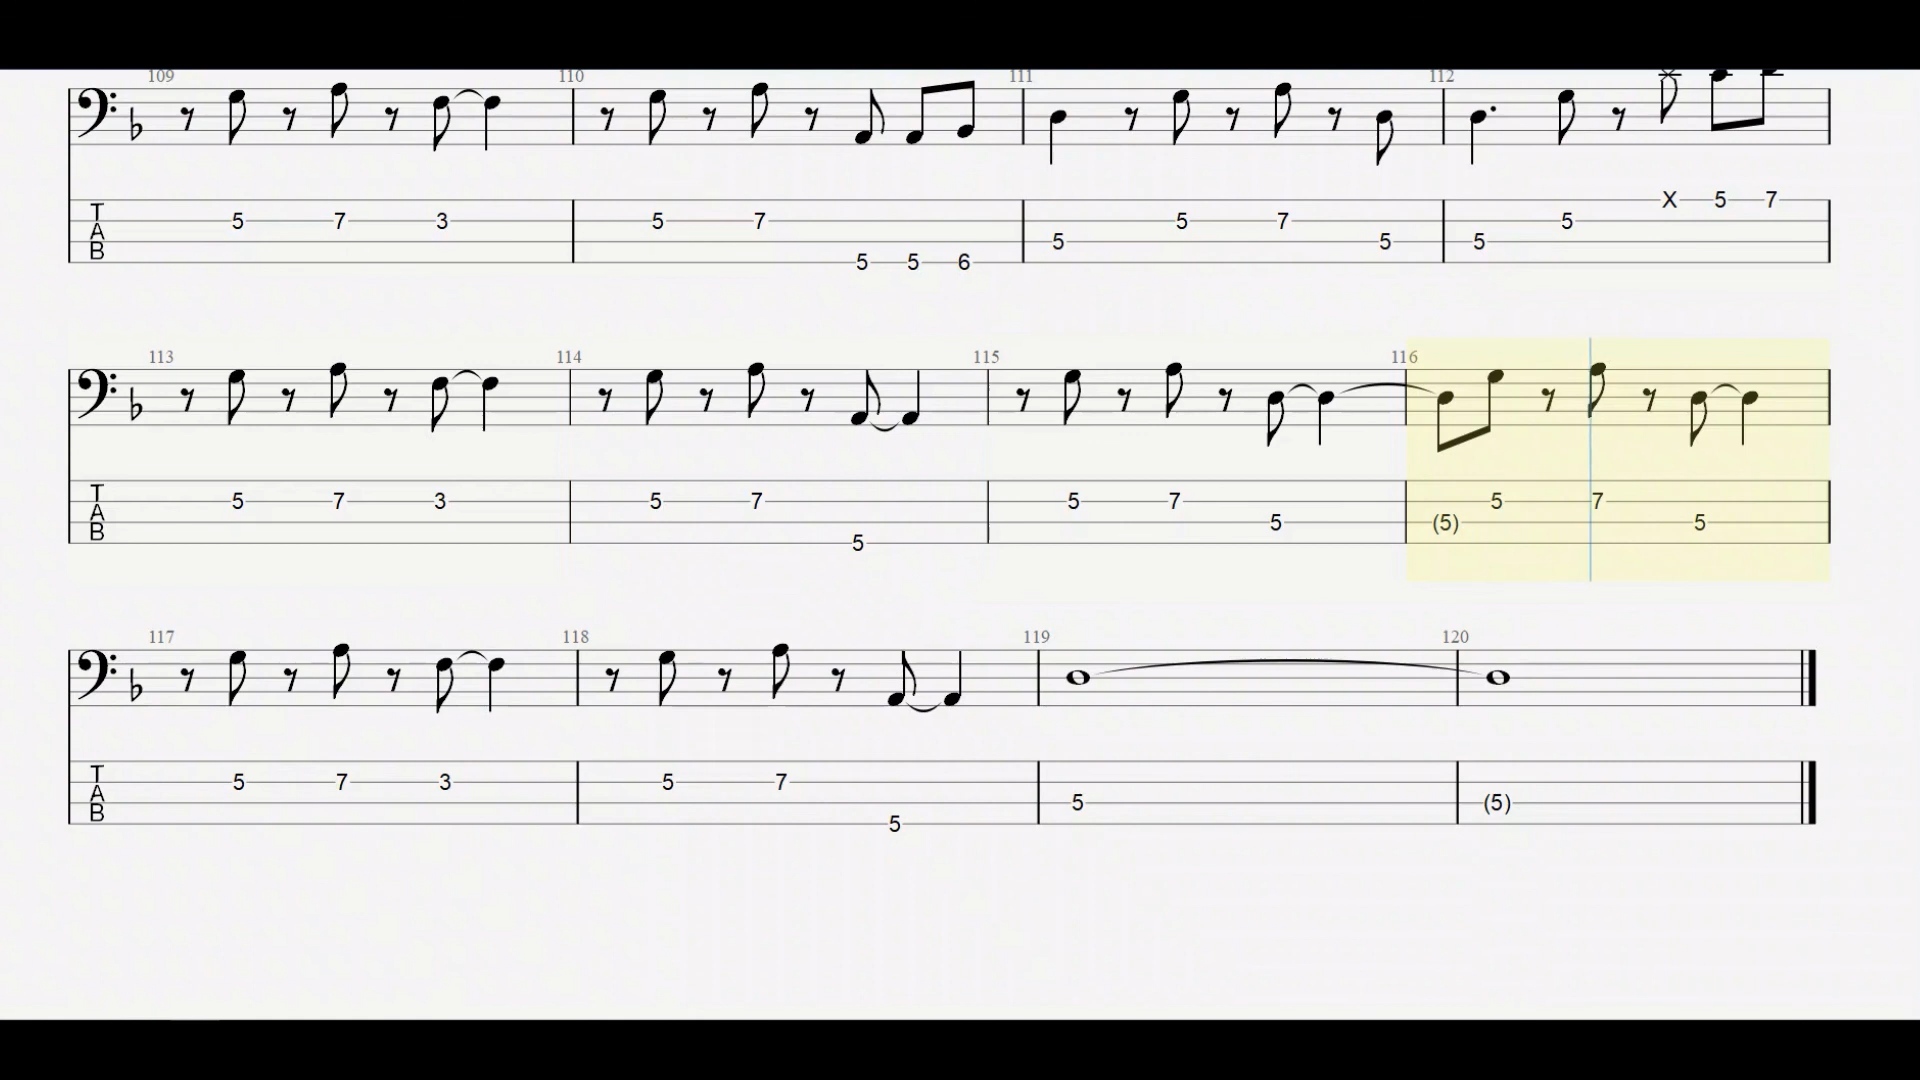 109 110 111 112
T A B 5 7 3 5 7 5 5 6 5 5 7 5 5 5 X 5 7
113 114 115 116
T A B 5 7 3 5 7 5 5 7 5 (5) 5 7 5
117 118 119 120
T A B 5 7 3 5 7 5 5 (5)